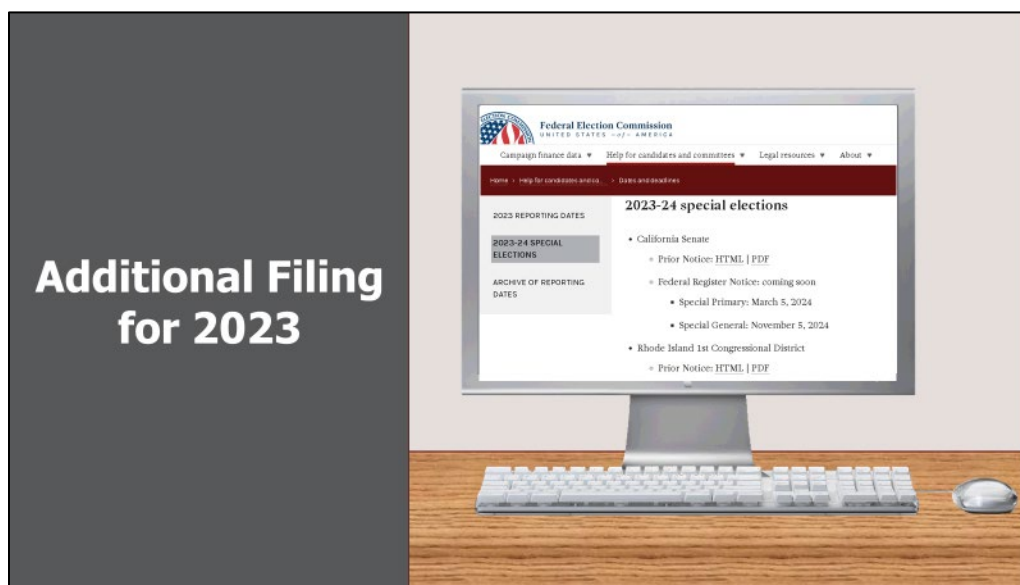 Additional Filing
for 2023
Federal Election Commission
UNITED STATES —of— AMERICA
Campaign finance data ▼ Help for candidates and committees ▼ Legal resources ▼ About ▼
Home › Help for candidates and co... › Dates and deadlines
2023 REPORTING DATES
2023-24 SPECIAL
ELECTIONS
ARCHIVE OF REPORTING
DATES
2023-24 special elections
• California Senate
Prior Notice: HTML | PDF
Federal Register Notice: coming soon
Special Primary: March 5, 2024
Special General: November 5, 2024
• Rhode Island 1st Congressional District
Prior Notice: HTML | PDF